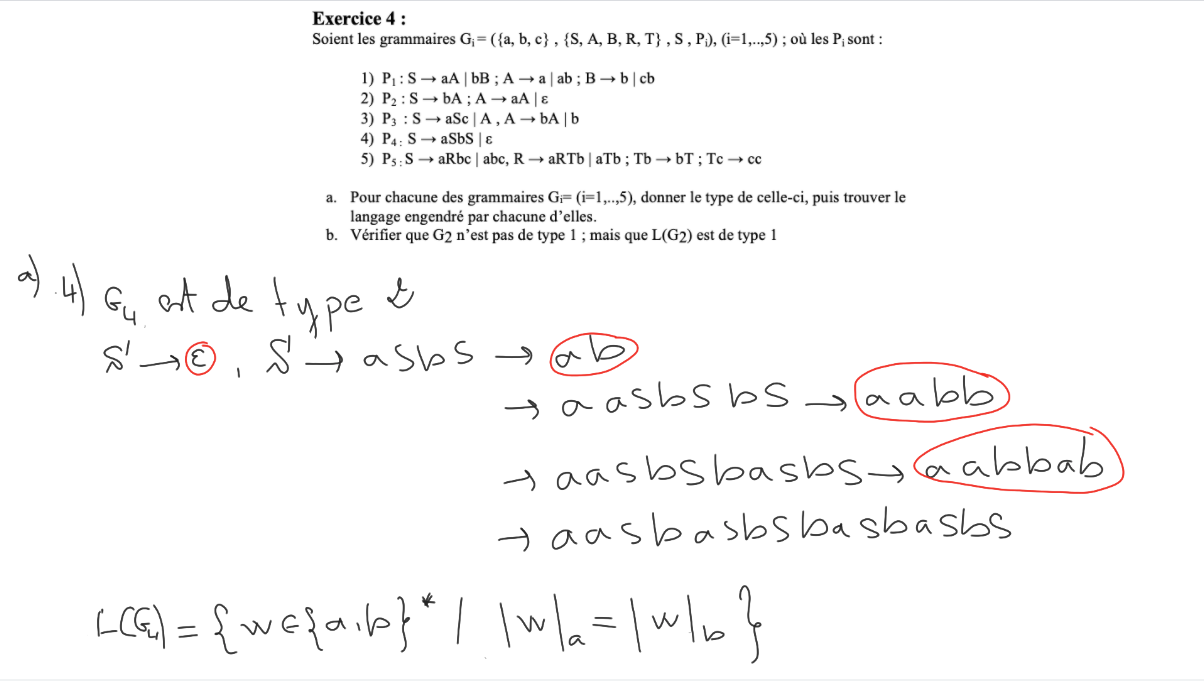 Exercice 4 :
Soient les grammaires Gᵢ= ({a, b, c} , {S, A, B, R, T} , S , Pᵢ), (i=1,..,5) ; où les Pᵢ sont :
1) P₁ : S → aA | bB ; A → a | ab ; B → b | cb
2) P₂ : S → bA ; A → aA | ε
3) P₃ : S → aSc | A , A → bA | b
4) P₄ : S → aSbS | ε
5) P₅ : S → aRbc | abc, R → aRTb | aTb ; Tb → bT ; Tc → cc
a. Pour chacune des grammaires Gᵢ= (i=1,..,5), donner le type de celle-ci, puis trouver le
langage engendré par chacune d'elles.
b. Vérifier que G2 n'est pas de type 1 ; mais que L(G2) est de type 1
a) 4) G₄ est de type 2
S → ε , S → aSbS → ab
→ aaSbSbS → aabb
→ aaSbSbaSbS → aabbab
→ aaSbaSbSbaSbaSbS
L(G₄) = {w ∈ {a,b}* | |w|ₐ = |w|b}